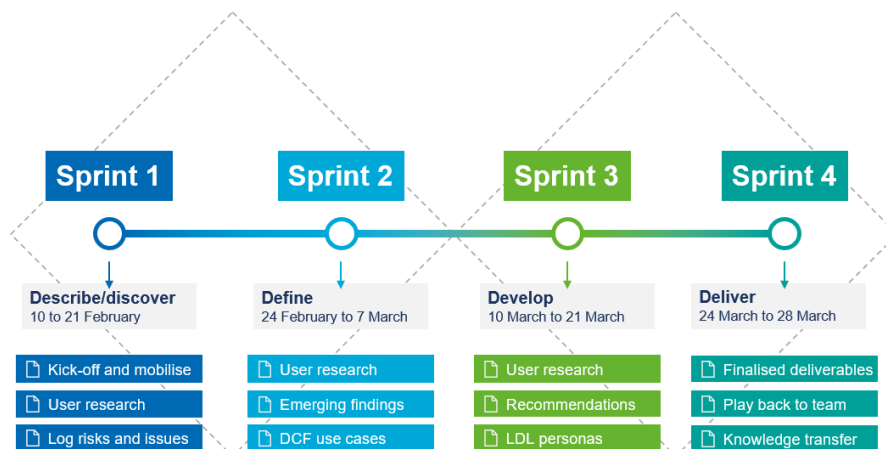 Sprint 1
Sprint 2
Sprint 3
Sprint 4
Describe/discover
10 to 21 February
Define
24 February to 7 March
Develop
10 March to 21 March
Deliver
24 March to 28 March
Kick-off and mobilise
User research
Log risks and issues
User research
Emerging findings
DCF use cases
User research
Recommendations
LDL personas
Finalised deliverables
Play back to team
Knowledge transfer